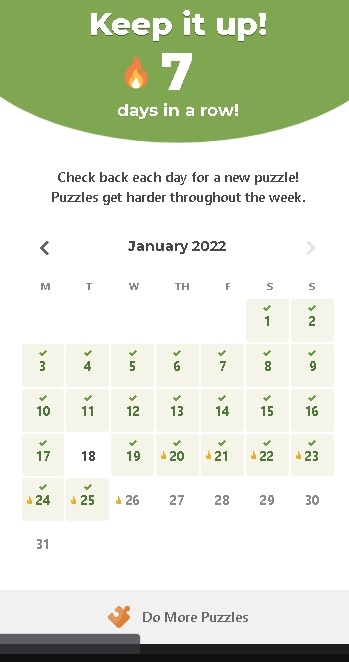 Keep it up!
7
days in a row!
Check back each day for a new puzzle!
Puzzles get harder throughout the week.
January 2022
M T W TH F S S
1 2
3 4 5 6 7 8 9
10 11 12 13 14 15 16
17 18 19 20 21 22 23
24 25 26 27 28 29 30
31
Do More Puzzles